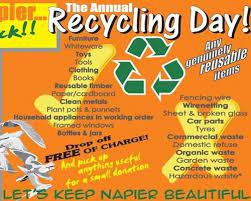 The Annual
Recycling Day!
Furniture
Whiteware
Toys
Tools
Clothing
Books
Reusable timber
Paper/cardboard
Clean metals
Plant pots & punnets
Household appliances in working order
Framed windows
Bottles & jars
Any
genuinely
reusable
items
Fencing wire
Wirenetting
Sheet & broken glass
Car parts
Tyres
Commercial waste
Domestic refuse
Organic waste
Garden waste
Concrete waste
Hazardous*
Drop off
FREE OF CHARGE!
And pick up
anything useful
for a small donation
LET'S KEEP NAPIER BEAUTIFUL